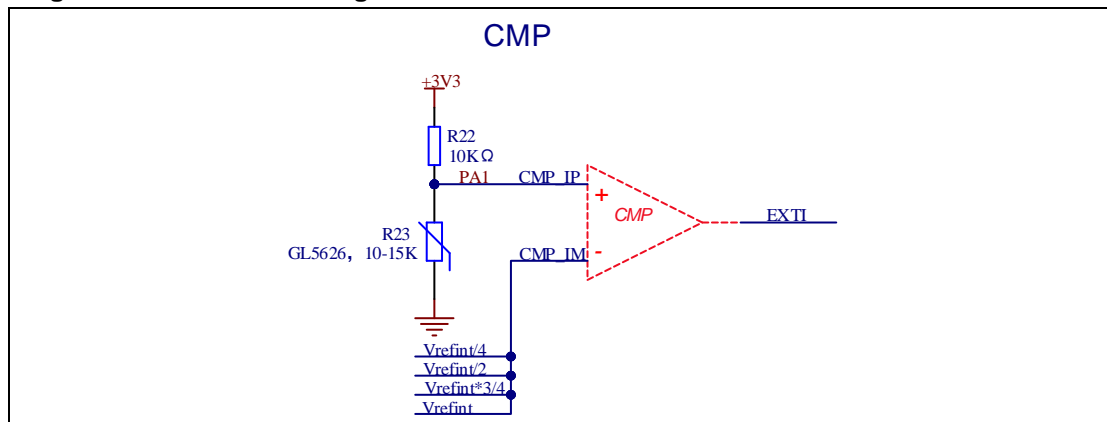 CMP
+3V3
R22
10KΩ
PA1
CMP_IP
+
CMP
EXTI
R23
GL5626, 10-15K
CMP_IM
-
Vrefint/4
Vrefint/2
Vrefint*3/4
Vrefint